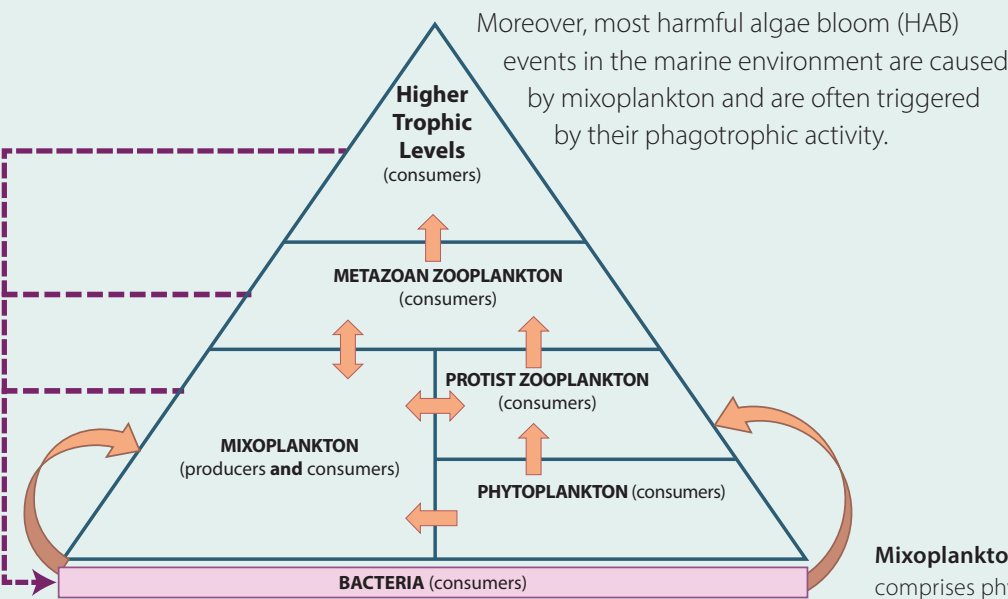 Moreover, most harmful algae bloom (HAB)
events in the marine environment are caused
by mixoplankton and are often triggered
by their phagotrophic activity.
Higher
Trophic
Levels
(consumers)
METAZOAN ZOOPLANKTON
(consumers)
PROTIST ZOOPLANKTON
(consumers)
MIXOPLANKTON
(producers and consumers)
PHYTOPLANKTON (consumers)
BACTERIA (consumers)
Mixoplankto
comprises phy